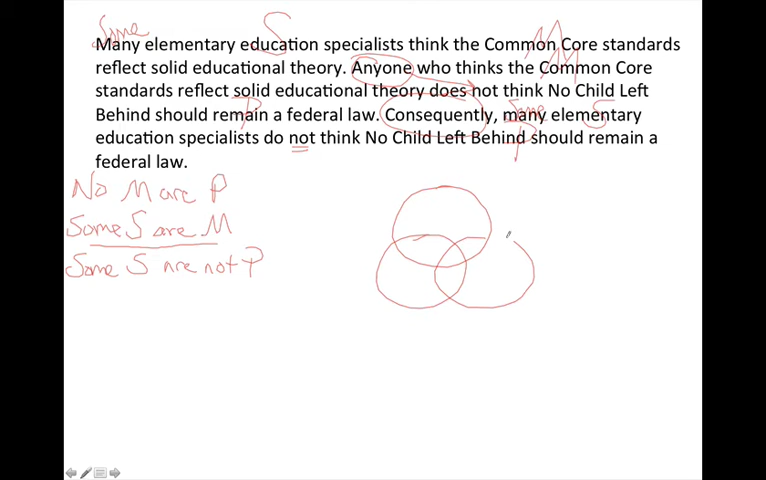 Some S M
Many elementary education specialists think the Common Core standards
M
reflect solid educational theory. Anyone who thinks the Common Core
standards reflect solid educational theory does not think No Child Left
P Some S
Behind should remain a federal law. Consequently, many elementary
P
education specialists do not think No Child Left Behind should remain a
federal law.
No M are P
Some S are M
Some S are not P